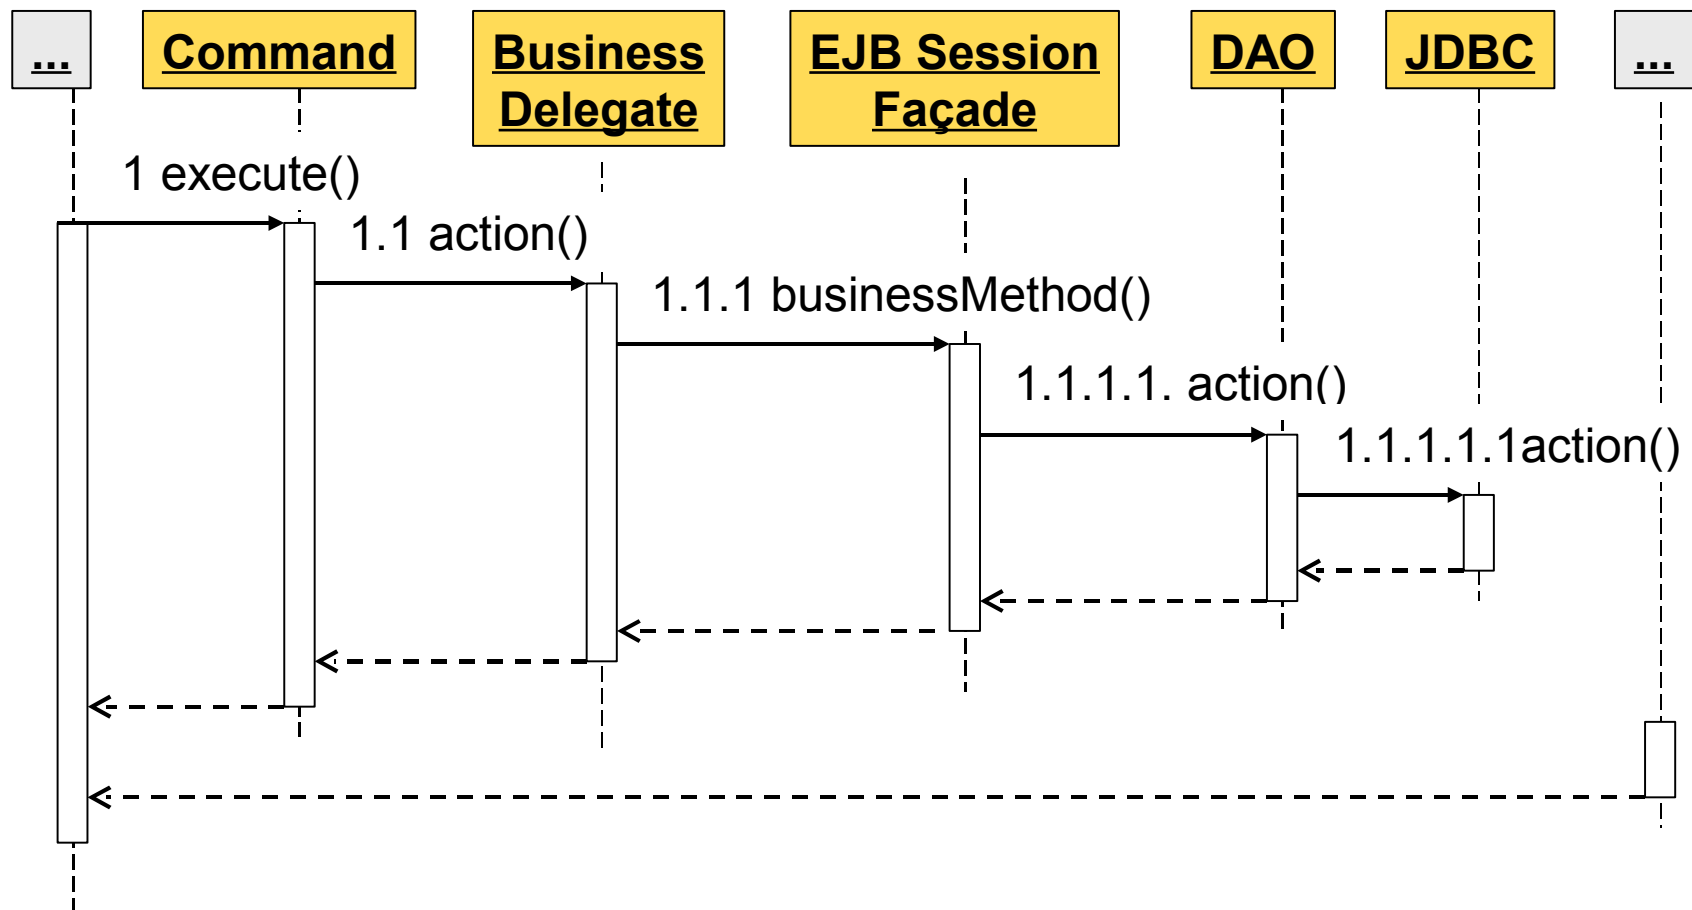 ...
Command
Business
Delegate
EJB Session
Façade
DAO
JDBC
...
1 execute()
1.1 action()
1.1.1 businessMethod()
1.1.1.1. action()
1.1.1.1.1action()